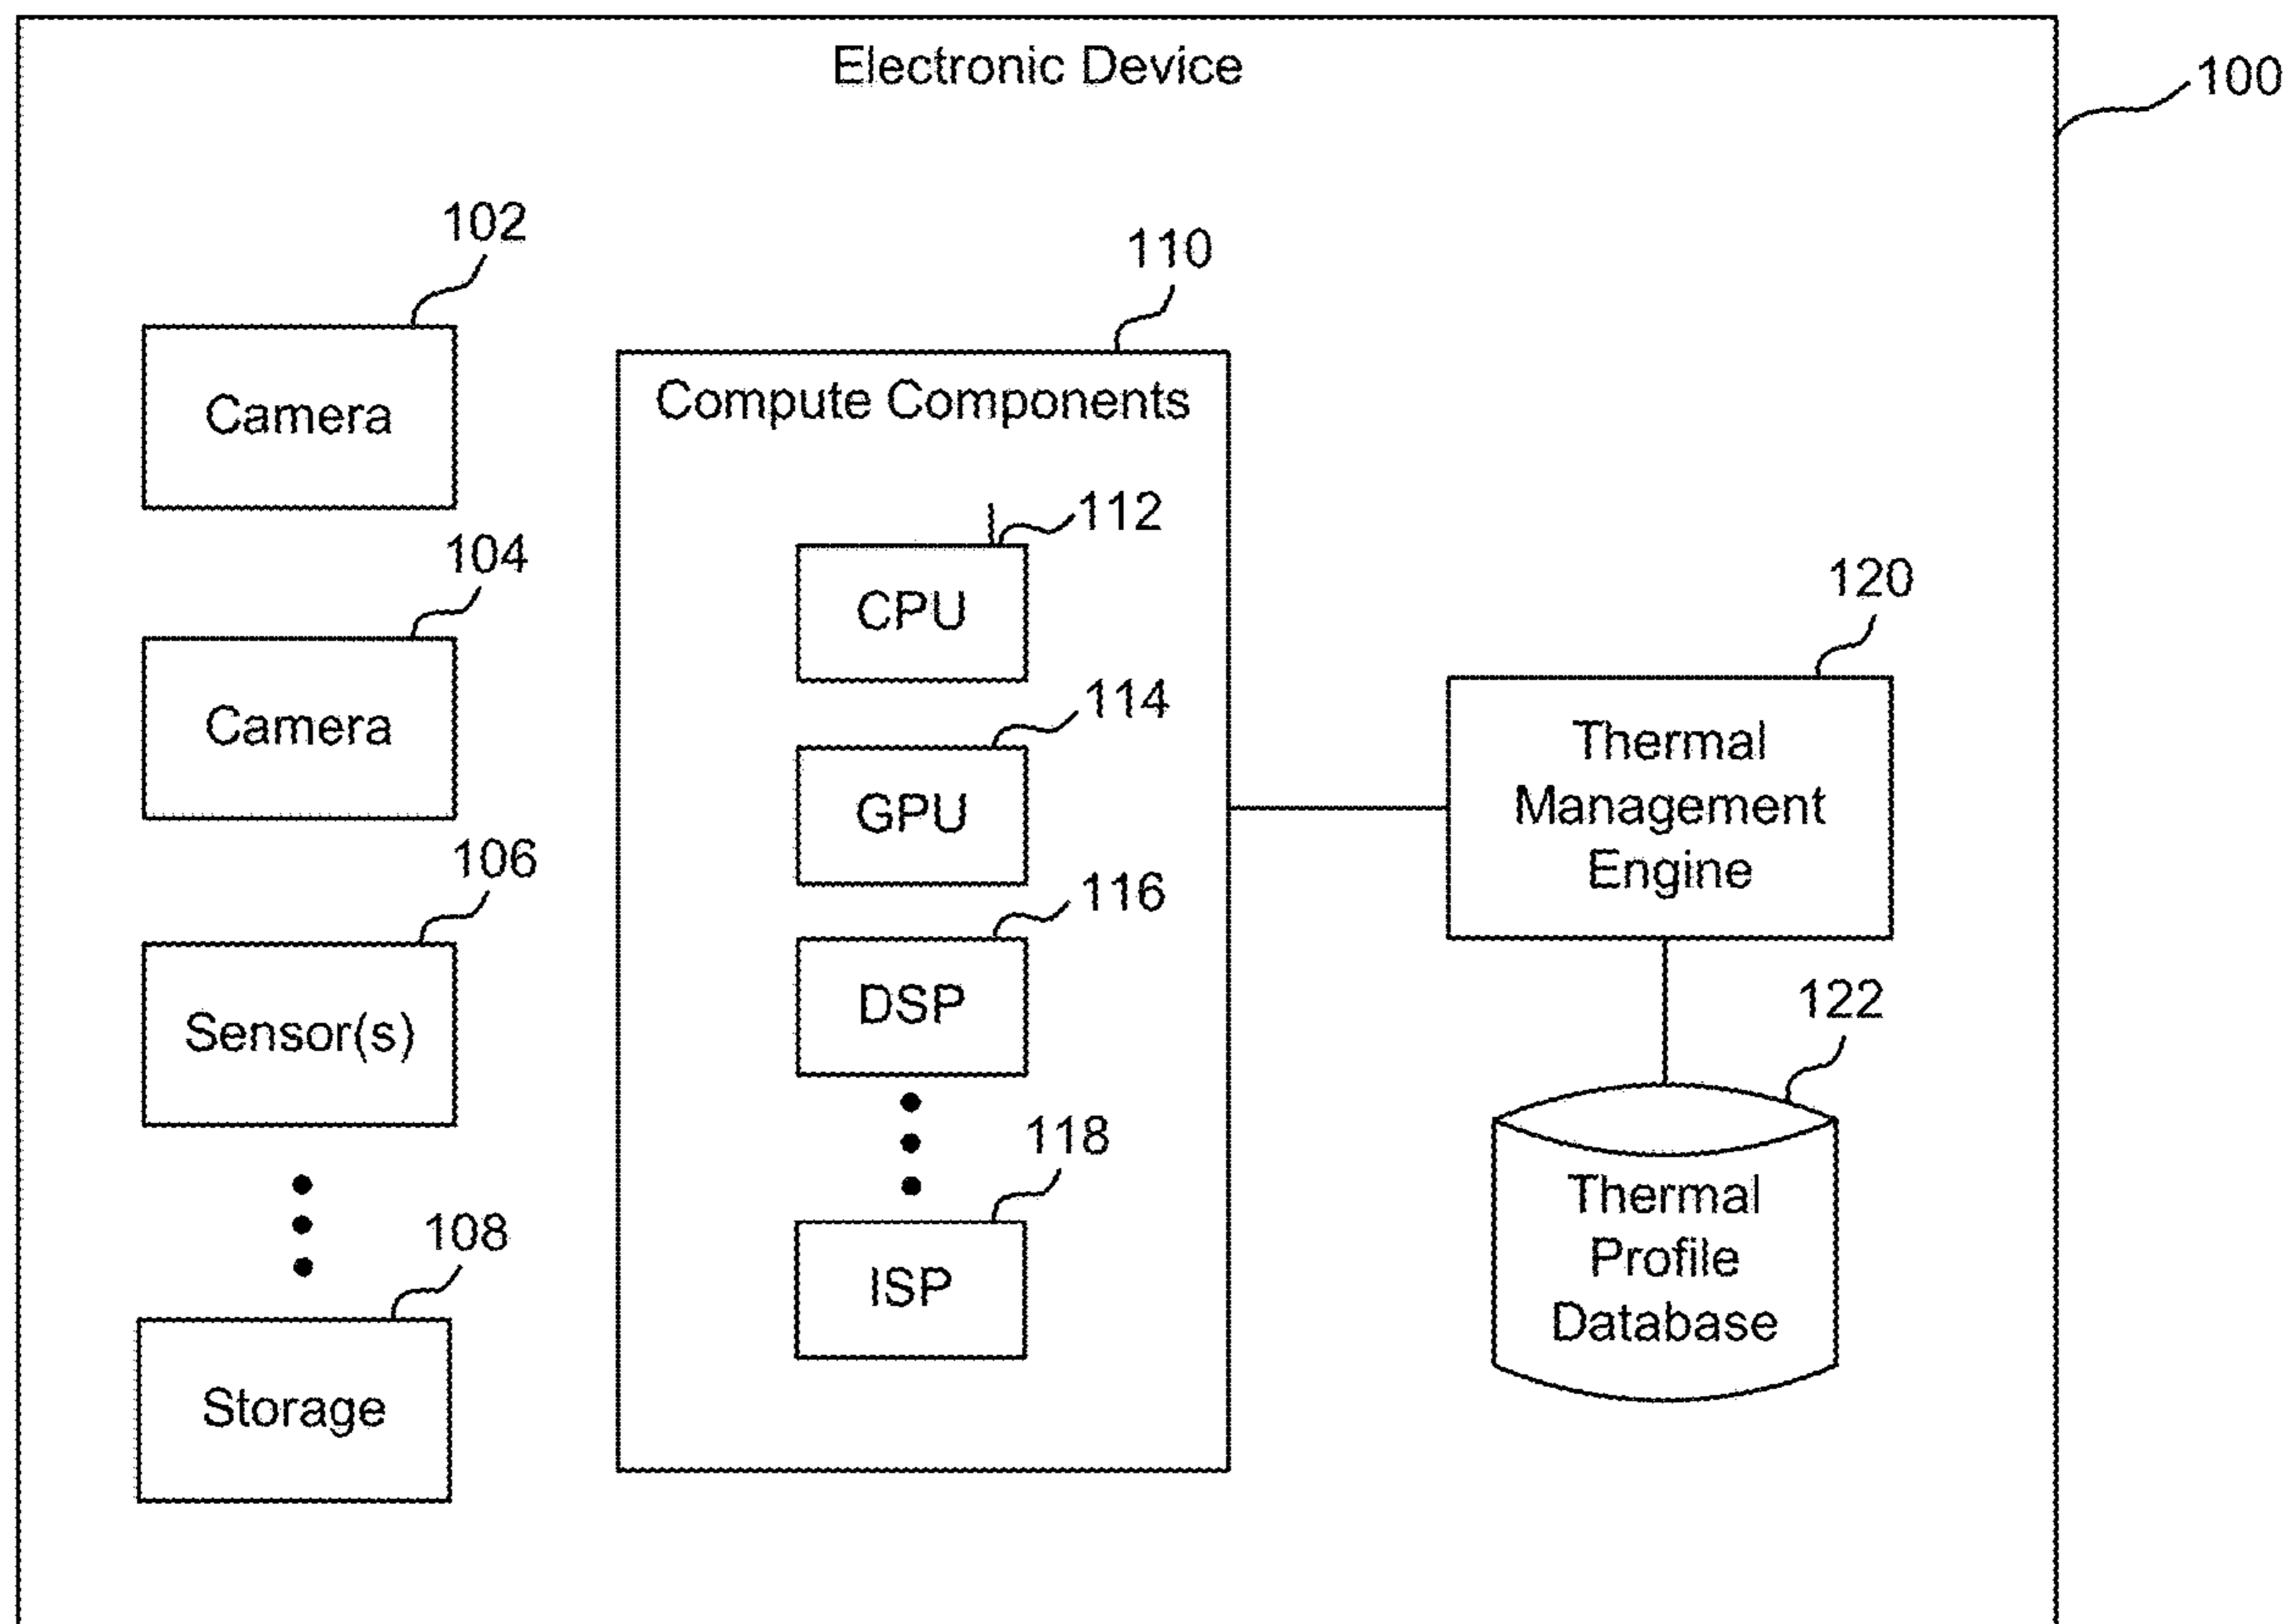 Electronic Device
100
102
Camera
104
Camera
106
Sensor(s)
108
Storage
110
Compute Components
112
CPU
114
GPU
116
DSP
118
ISP
120
Thermal
Management
Engine
122
Thermal
Profile
Database